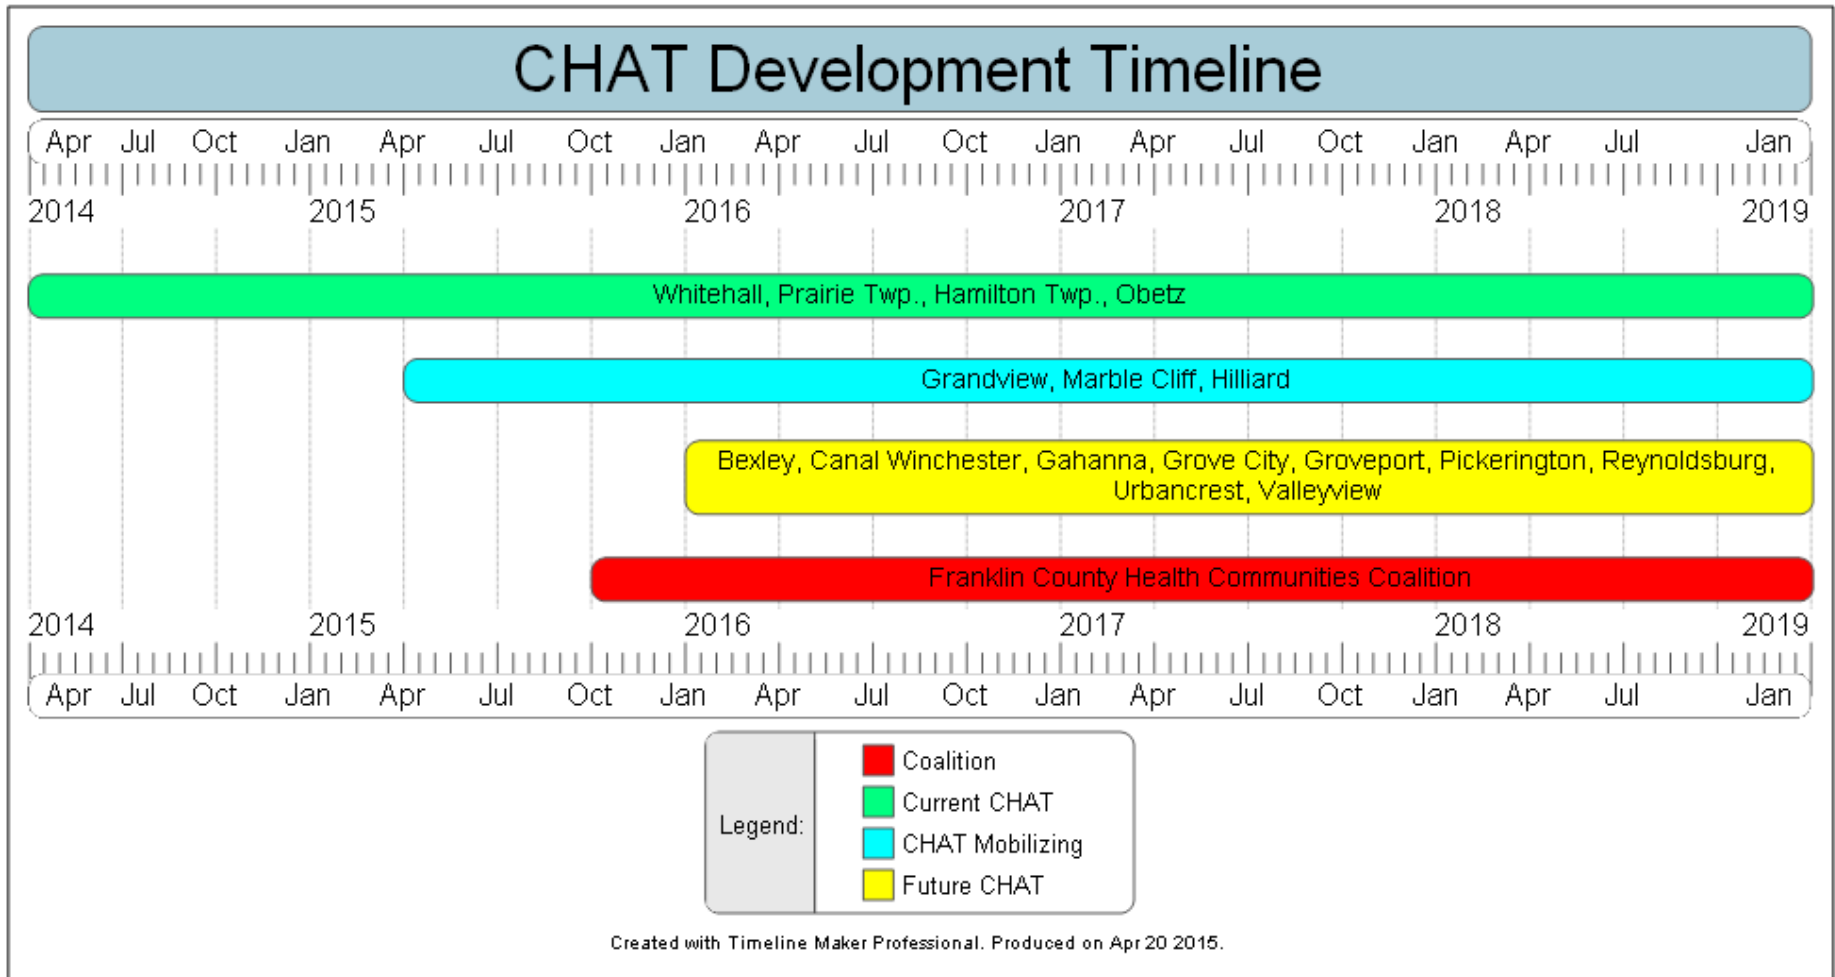 CHAT Development Timeline
Apr Jul Oct Jan Apr Jul Oct Jan Apr Jul Oct Jan Apr Jul Oct Jan Apr Jul Jan
2014 2015 2016 2017 2018 2019
Whitehall, Prairie Twp., Hamilton Twp., Obetz
Grandview, Marble Cliff, Hilliard
Bexley, Canal Winchester, Gahanna, Grove City, Groveport, Pickerington, Reynoldsburg,
Urbancrest, Valleyview
Franklin County Health Communities Coalition
2014 2015 2016 2017 2018 2019
Apr Jul Oct Jan Apr Jul Oct Jan Apr Jul Oct Jan Apr Jul Oct Jan Apr Jul Jan
Legend:
Coalition
Current CHAT
CHAT Mobilizing
Future CHAT
Created with Timeline Maker Professional. Produced on Apr 20 2015.